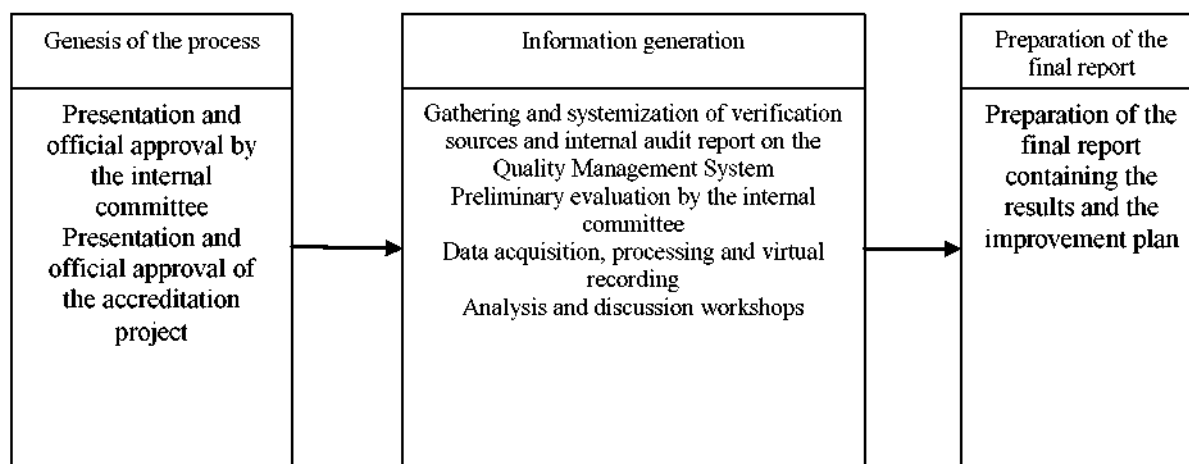 Genesis of the process
Presentation and
official approval by
the internal
committee
Presentation and
official approval of
the accreditation
project
Information generation
Gathering and systemization of verification
sources and internal audit report on the
Quality Management System
Preliminary evaluation by the internal
committee
Data acquisition, processing and virtual
recording
Analysis and discussion workshops
Preparation of the
final report
Preparation of the
final report
containing the
results and the
improvement plan